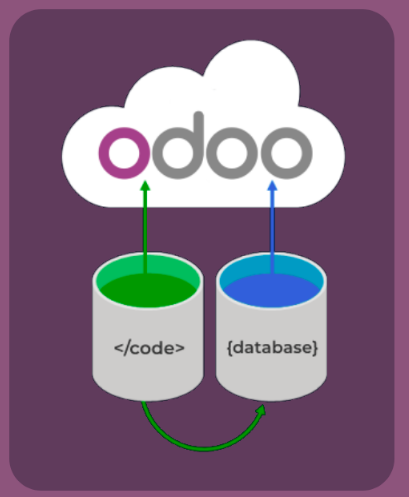 odoo
</code>
{database}